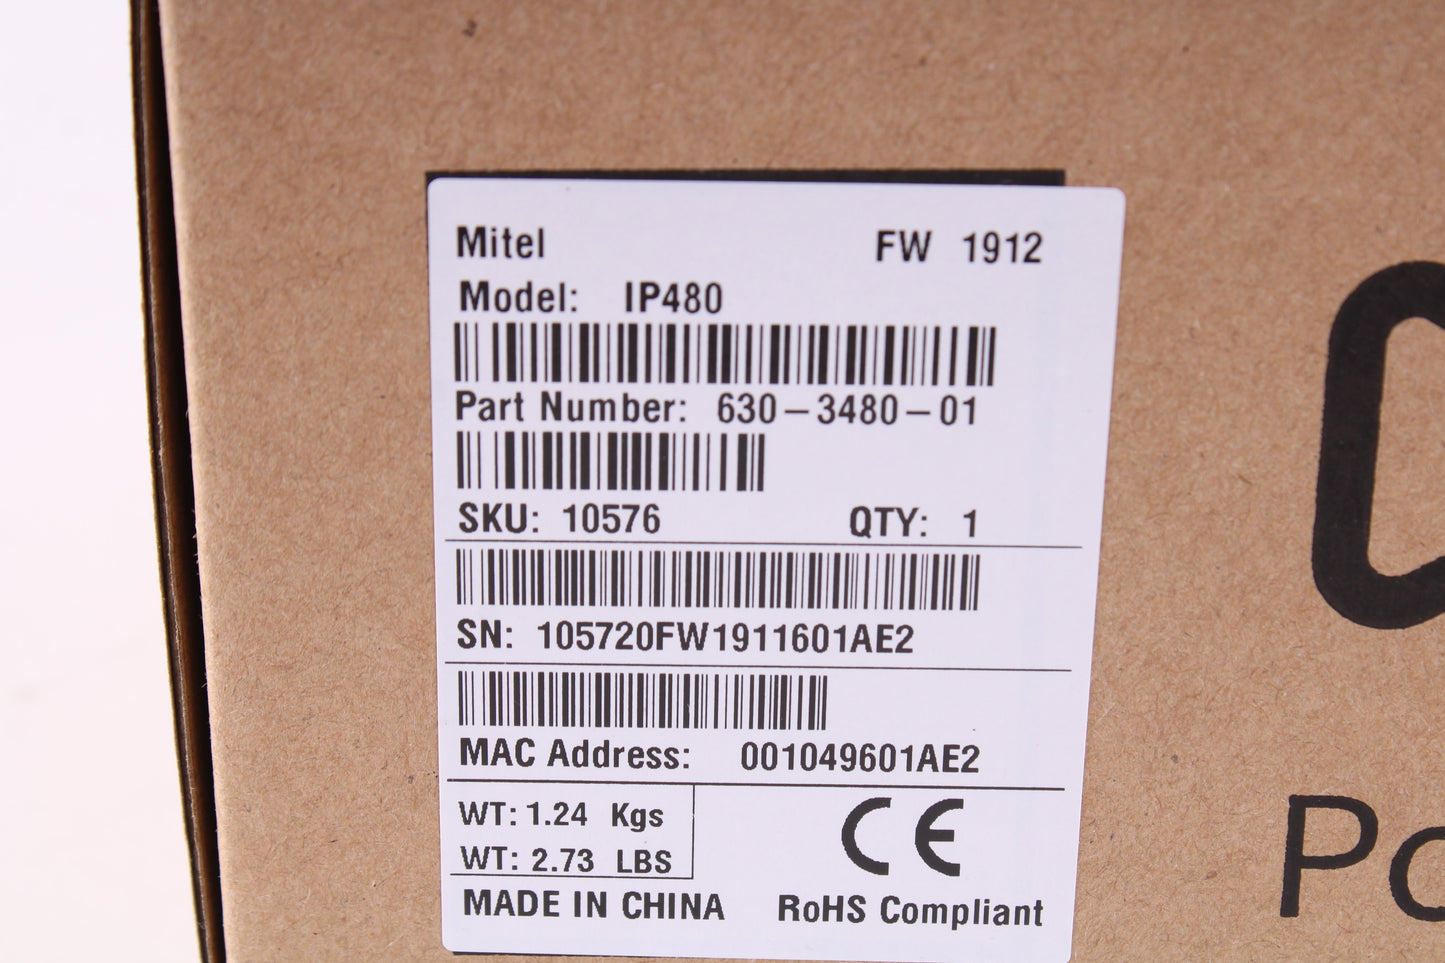 Mitel FW 1912
Model: IP480
Part Number: 630-3480-01
SKU: 10576 QTY: 1
SN: 105720FW1911601AE2
MAC Address: 001049601AE2
WT: 1.24 Kgs
WT: 2.73 LBS
CE
MADE IN CHINA RoHS Compliant